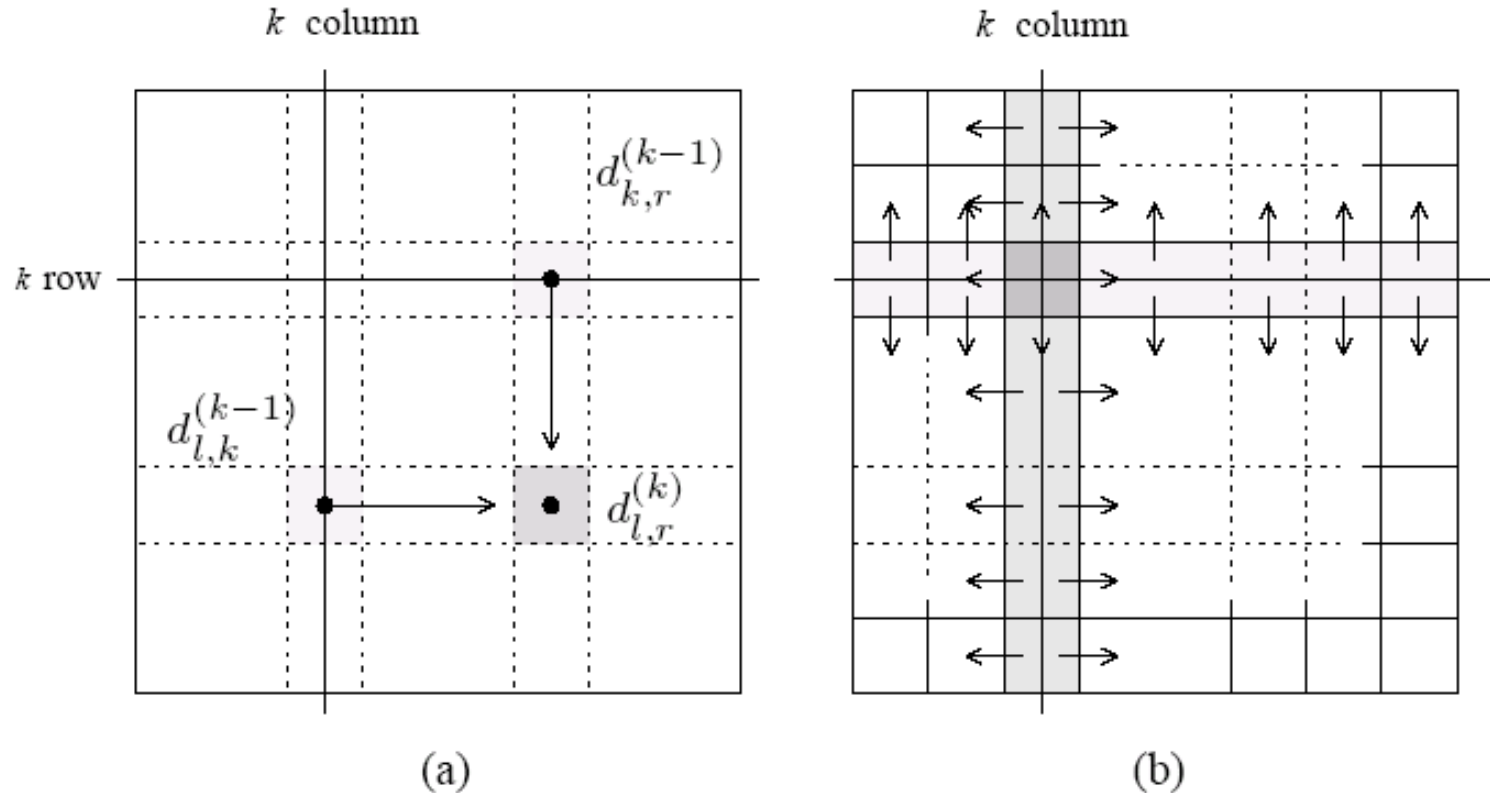 k column
k column
d_{k,r}^{(k-1)}
k row
d_{l,k}^{(k-1)}
d_{l,r}^{(k)}
(a)
(b)